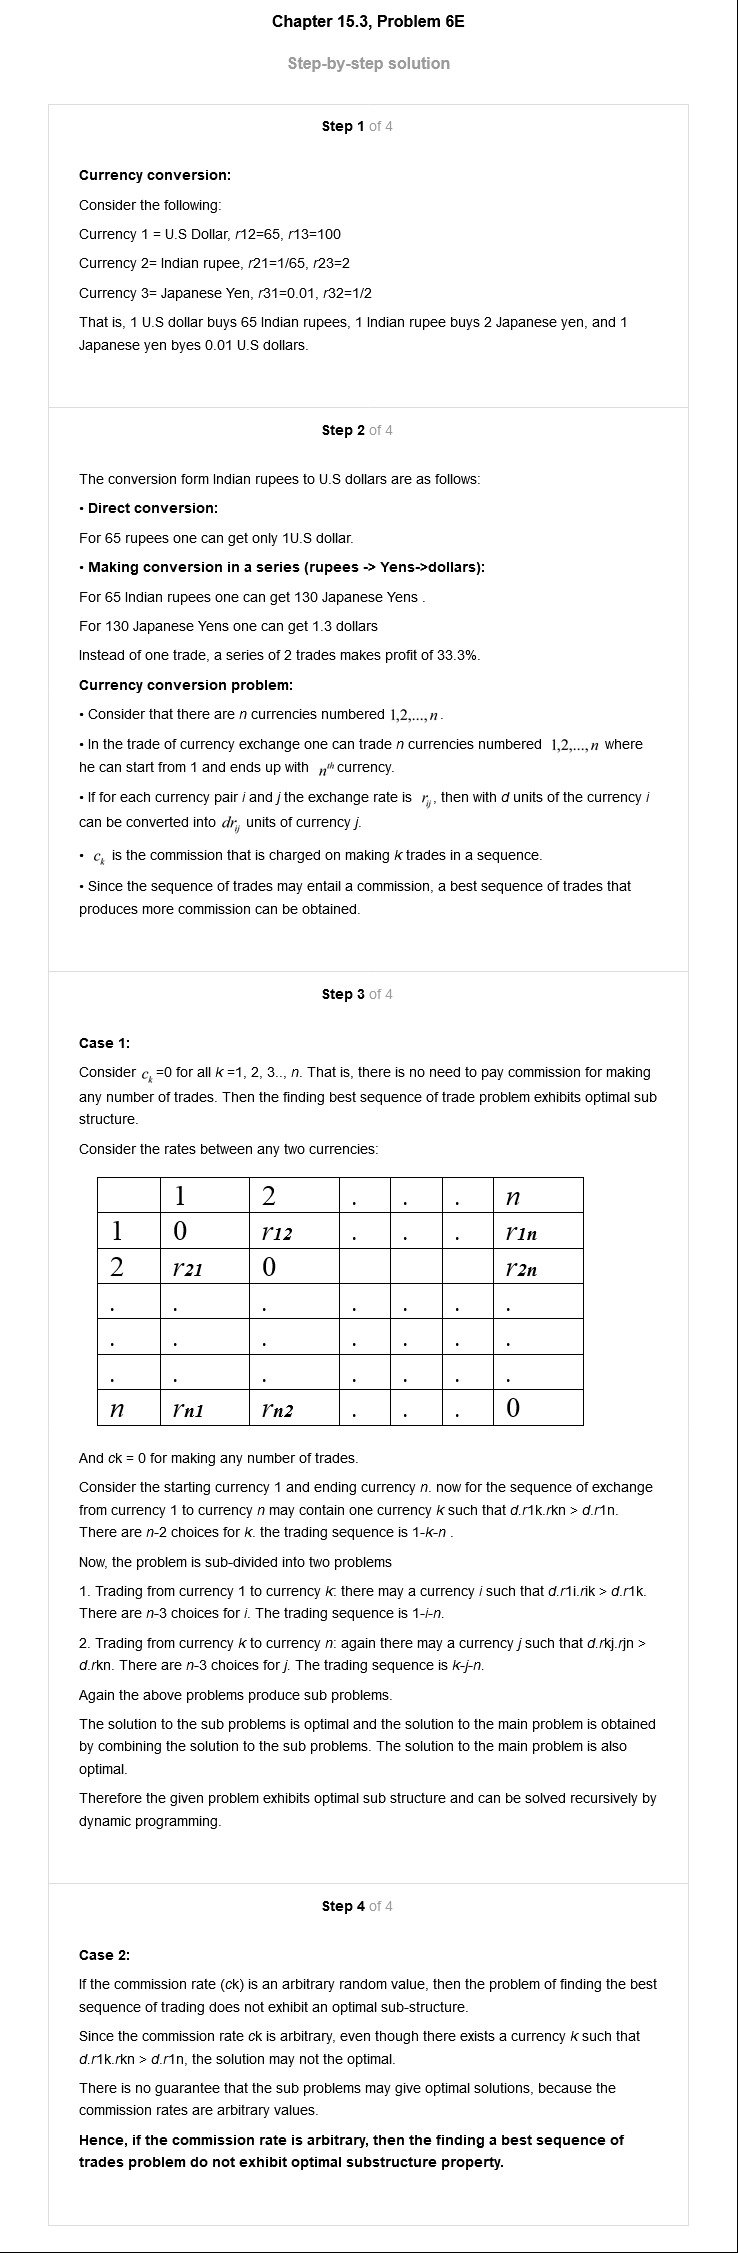 Chapter 15.3, Problem 6E
Step-by-step solution
Step 1 of 4
Currency conversion:
Consider the following:
Currency 1 = U.S Dollar, r12=65, r13=100
Currency 2= Indian rupee, r21=1/65, r23=2
Currency 3= Japanese Yen, r31=0.01, r32=1/2
That is, 1 U.S dollar buys 65 Indian rupees, 1 Indian rupee buys 2 Japanese yen, and 1
Japanese yen byes 0.01 U.S dollars.
Step 2 of 4
The conversion form Indian rupees to U.S dollars are as follows:
• Direct conversion:
For 65 rupees one can get only 1U.S dollar.
• Making conversion in a series (rupees -> Yens->dollars):
For 65 Indian rupees one can get 130 Japanese Yens .
For 130 Japanese Yens one can get 1.3 dollars
Instead of one trade, a series of 2 trades makes profit of 33.3%.
Currency conversion problem:
• Consider that there are n currencies numbered 1,2,...,n.
• In the trade of currency exchange one can trade n currencies numbered 1,2,...,n where
he can start from 1 and ends up with n^th currency.
• If for each currency pair i and j the exchange rate is r_ij, then with d units of the currency i
can be converted into dr_ij units of currency j.
• c_k is the commission that is charged on making k trades in a sequence.
• Since the sequence of trades may entail a commission, a best sequence of trades that
produces more commission can be obtained.
Step 3 of 4
Case 1:
Consider c_k=0 for all k =1, 2, 3.., n. That is, there is no need to pay commission for making
any number of trades. Then the finding best sequence of trade problem exhibits optimal sub
structure.
Consider the rates between any two currencies:
1 2 . . . n
1 0 r12 . . . r1n
2 r21 0 r2n
. . . . . . .
. . . . . . .
. . . . . . .
n rn1 rn2 . . . 0
And ck = 0 for making any number of trades.
Consider the starting currency 1 and ending currency n. now for the sequence of exchange
from currency 1 to currency n may contain one currency k such that d.r1k.rkn > d.r1n.
There are n-2 choices for k. the trading sequence is 1-k-n .
Now, the problem is sub-divided into two problems
1. Trading from currency 1 to currency k: there may a currency i such that d.r1i.rik > d.r1k.
There are n-3 choices for i. The trading sequence is 1-i-n.
2. Trading from currency k to currency n: again there may a currency j such that d.rkj.rjn >
d.rkn. There are n-3 choices for j. The trading sequence is k-j-n.
Again the above problems produce sub problems.
The solution to the sub problems is optimal and the solution to the main problem is obtained
by combining the solution to the sub problems. The solution to the main problem is also
optimal.
Therefore the given problem exhibits optimal sub structure and can be solved recursively by
dynamic programming.
Step 4 of 4
Case 2:
If the commission rate (ck) is an arbitrary random value, then the problem of finding the best
sequence of trading does not exhibit an optimal sub-structure.
Since the commission rate ck is arbitrary, even though there exists a currency k such that
d.r1k.rkn > d.r1n, the solution may not the optimal.
There is no guarantee that the sub problems may give optimal solutions, because the
commission rates are arbitrary values.
Hence, if the commission rate is arbitrary, then the finding a best sequence of
trades problem do not exhibit optimal substructure property.